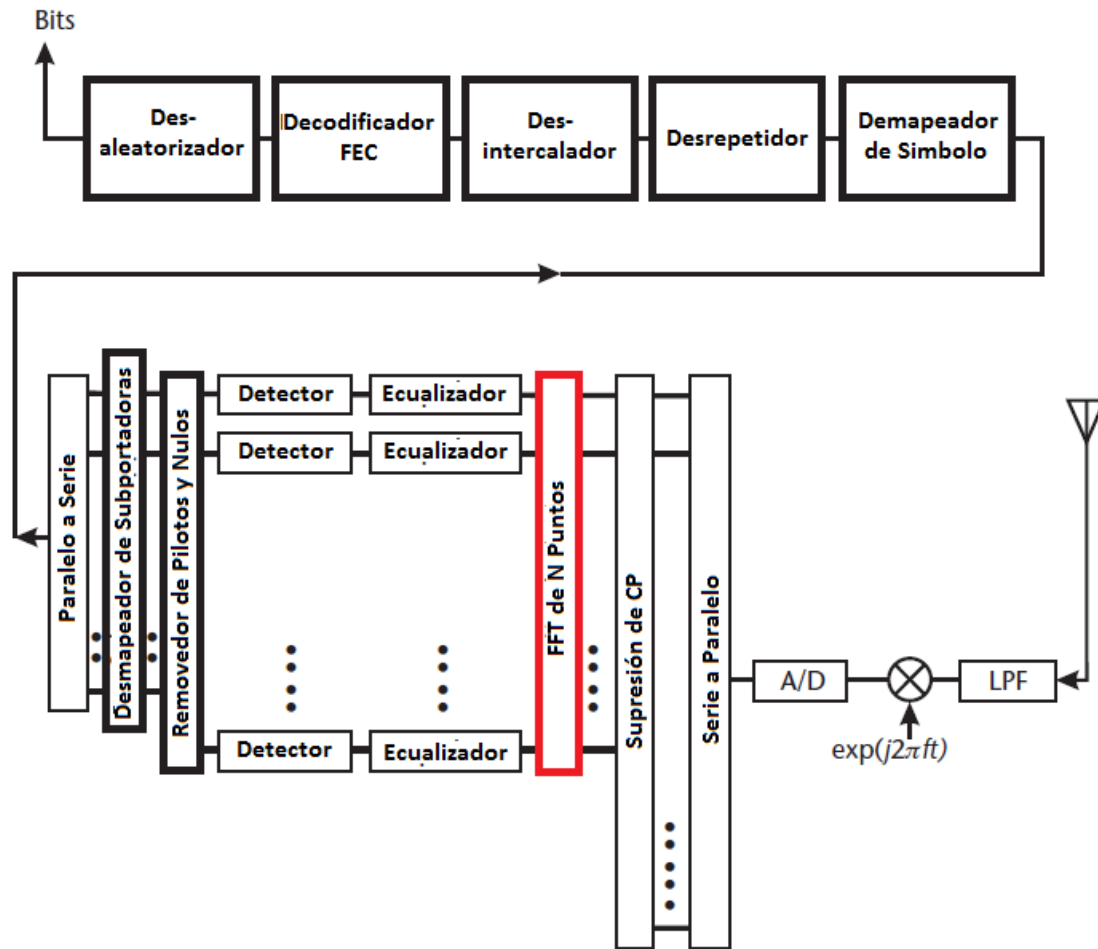 Bits
Des-
aleatorizador
Decodificador
FEC
Des-
intercalador
Desrepetidor
Demapeador
de Simbolo
Paralelo a Serie
Desmapeador de Subportadoras
Removedor de Pilotos y Nulos
Detector
Ecualizador
Detector
Ecualizador
Detector
Ecualizador
FFT de N Puntos
Supresión de CP
Serie a Paralelo
A/D
LPF
exp(j2πft)